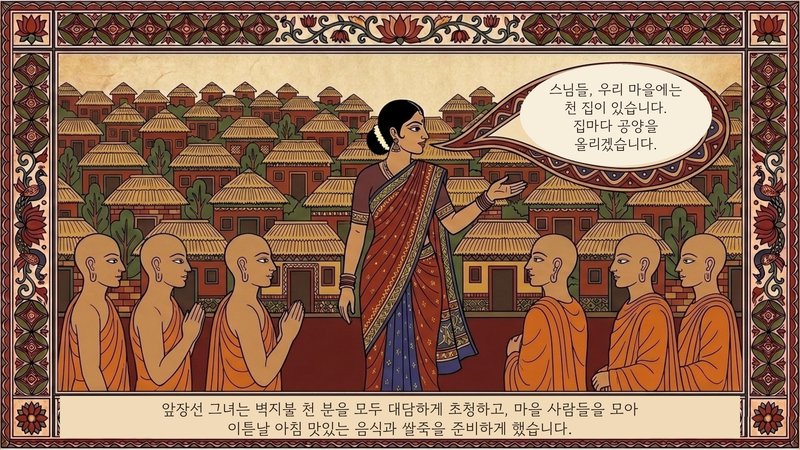 스님들, 우리 마을에는
천 집이 있습니다.
집마다 공양을
올리겠습니다.
앞장선 그녀는 벽지불 천 분을 모두 대담하게 초청하고, 마을 사람들을 모아
이튿날 아침 맛있는 음식과 쌀죽을 준비하게 했습니다.